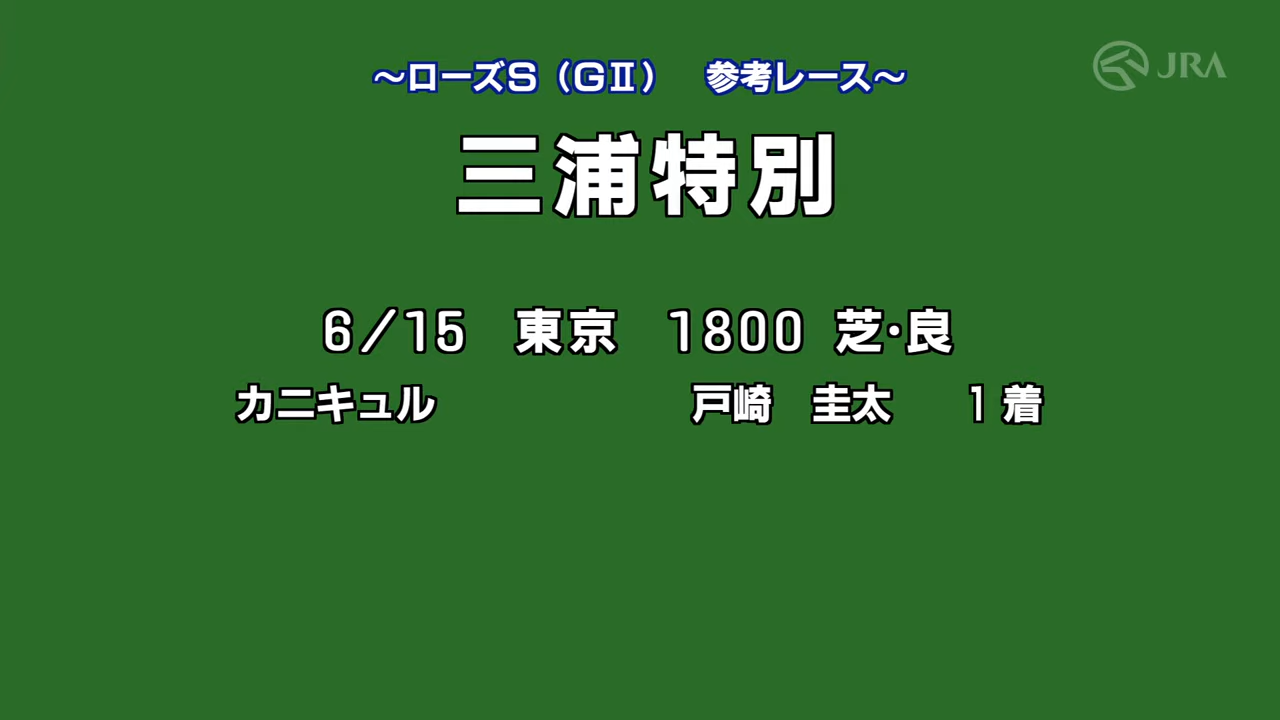 ～ローズS（GⅡ）　参考レース～
JRA
三浦特別
6／15　東京　1800 芝・良
カニキュル　戸崎　圭太　1着